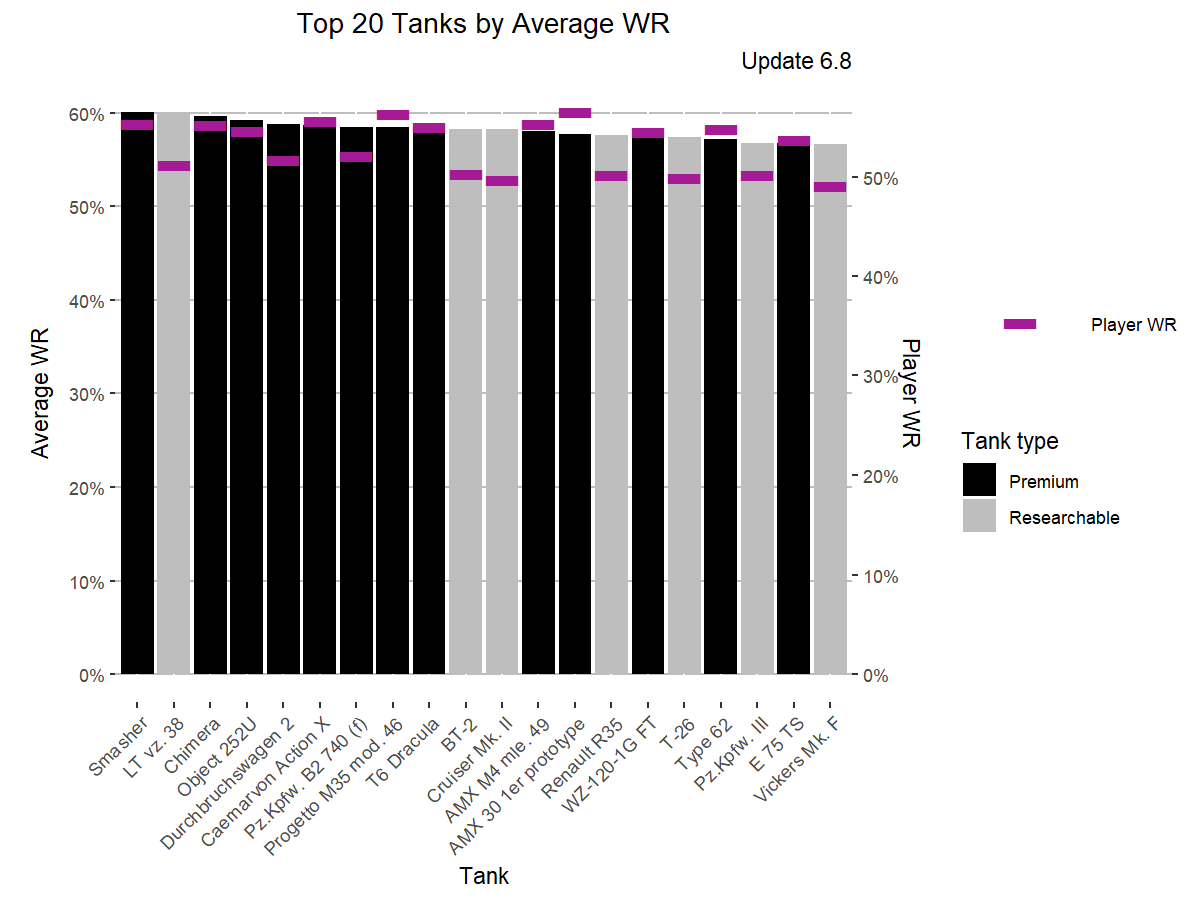 Top 20 Tanks by Average WR
Update 6.8
60%
50%
40%
30%
20%
10%
0%
Average WR
50%
40%
30%
20%
10%
0%
Player WR
Smasher
LT vz. 38
Chimera
Object 252U
Durchbruchswagen 2
Caernarvon Action X
Pz.Kpfw. B2 740 (f)
Progetto M35 mod. 46
T6 Dracula
BT-2
Cruiser Mk. II
AMX M4 mle. 49
AMX 30 1er prototype
Renault R35
WZ-120-1G FT
T-26
Type 62
Pz.Kpfw. III
E 75 TS
Vickers Mk. F
Tank
Player WR
Tank type
Premium
Researchable